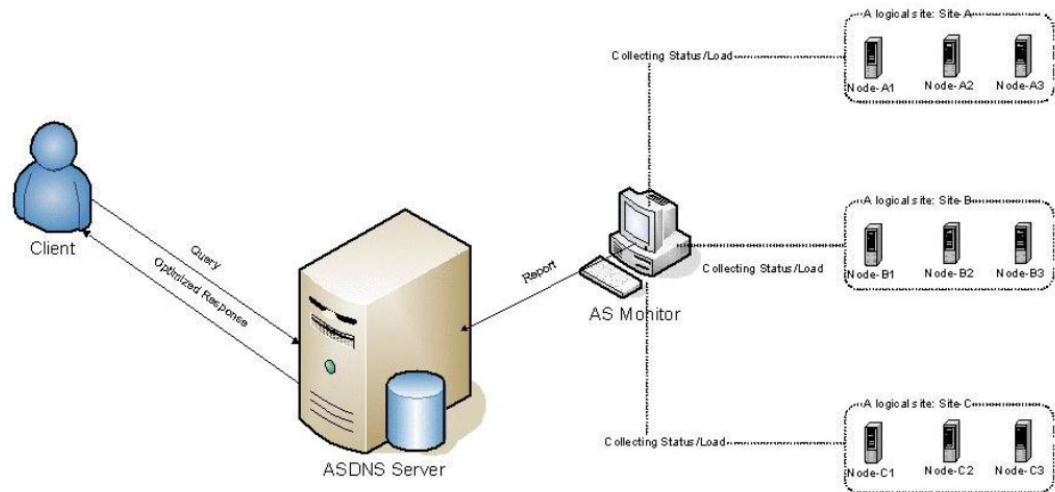 A logical site: Site-A
Collecting Status/Load
Node-A1
Node-A2
Node-A3
Client
Query
Optimized Response
A logical site: Site-B
Report
Collecting Status/Load
Node-B1
Node-B2
Node-B3
AS Monitor
ASDNS Server
A logical site: Site-C
Collecting Status/Load
Node-C1
Node-C2
Node-C3